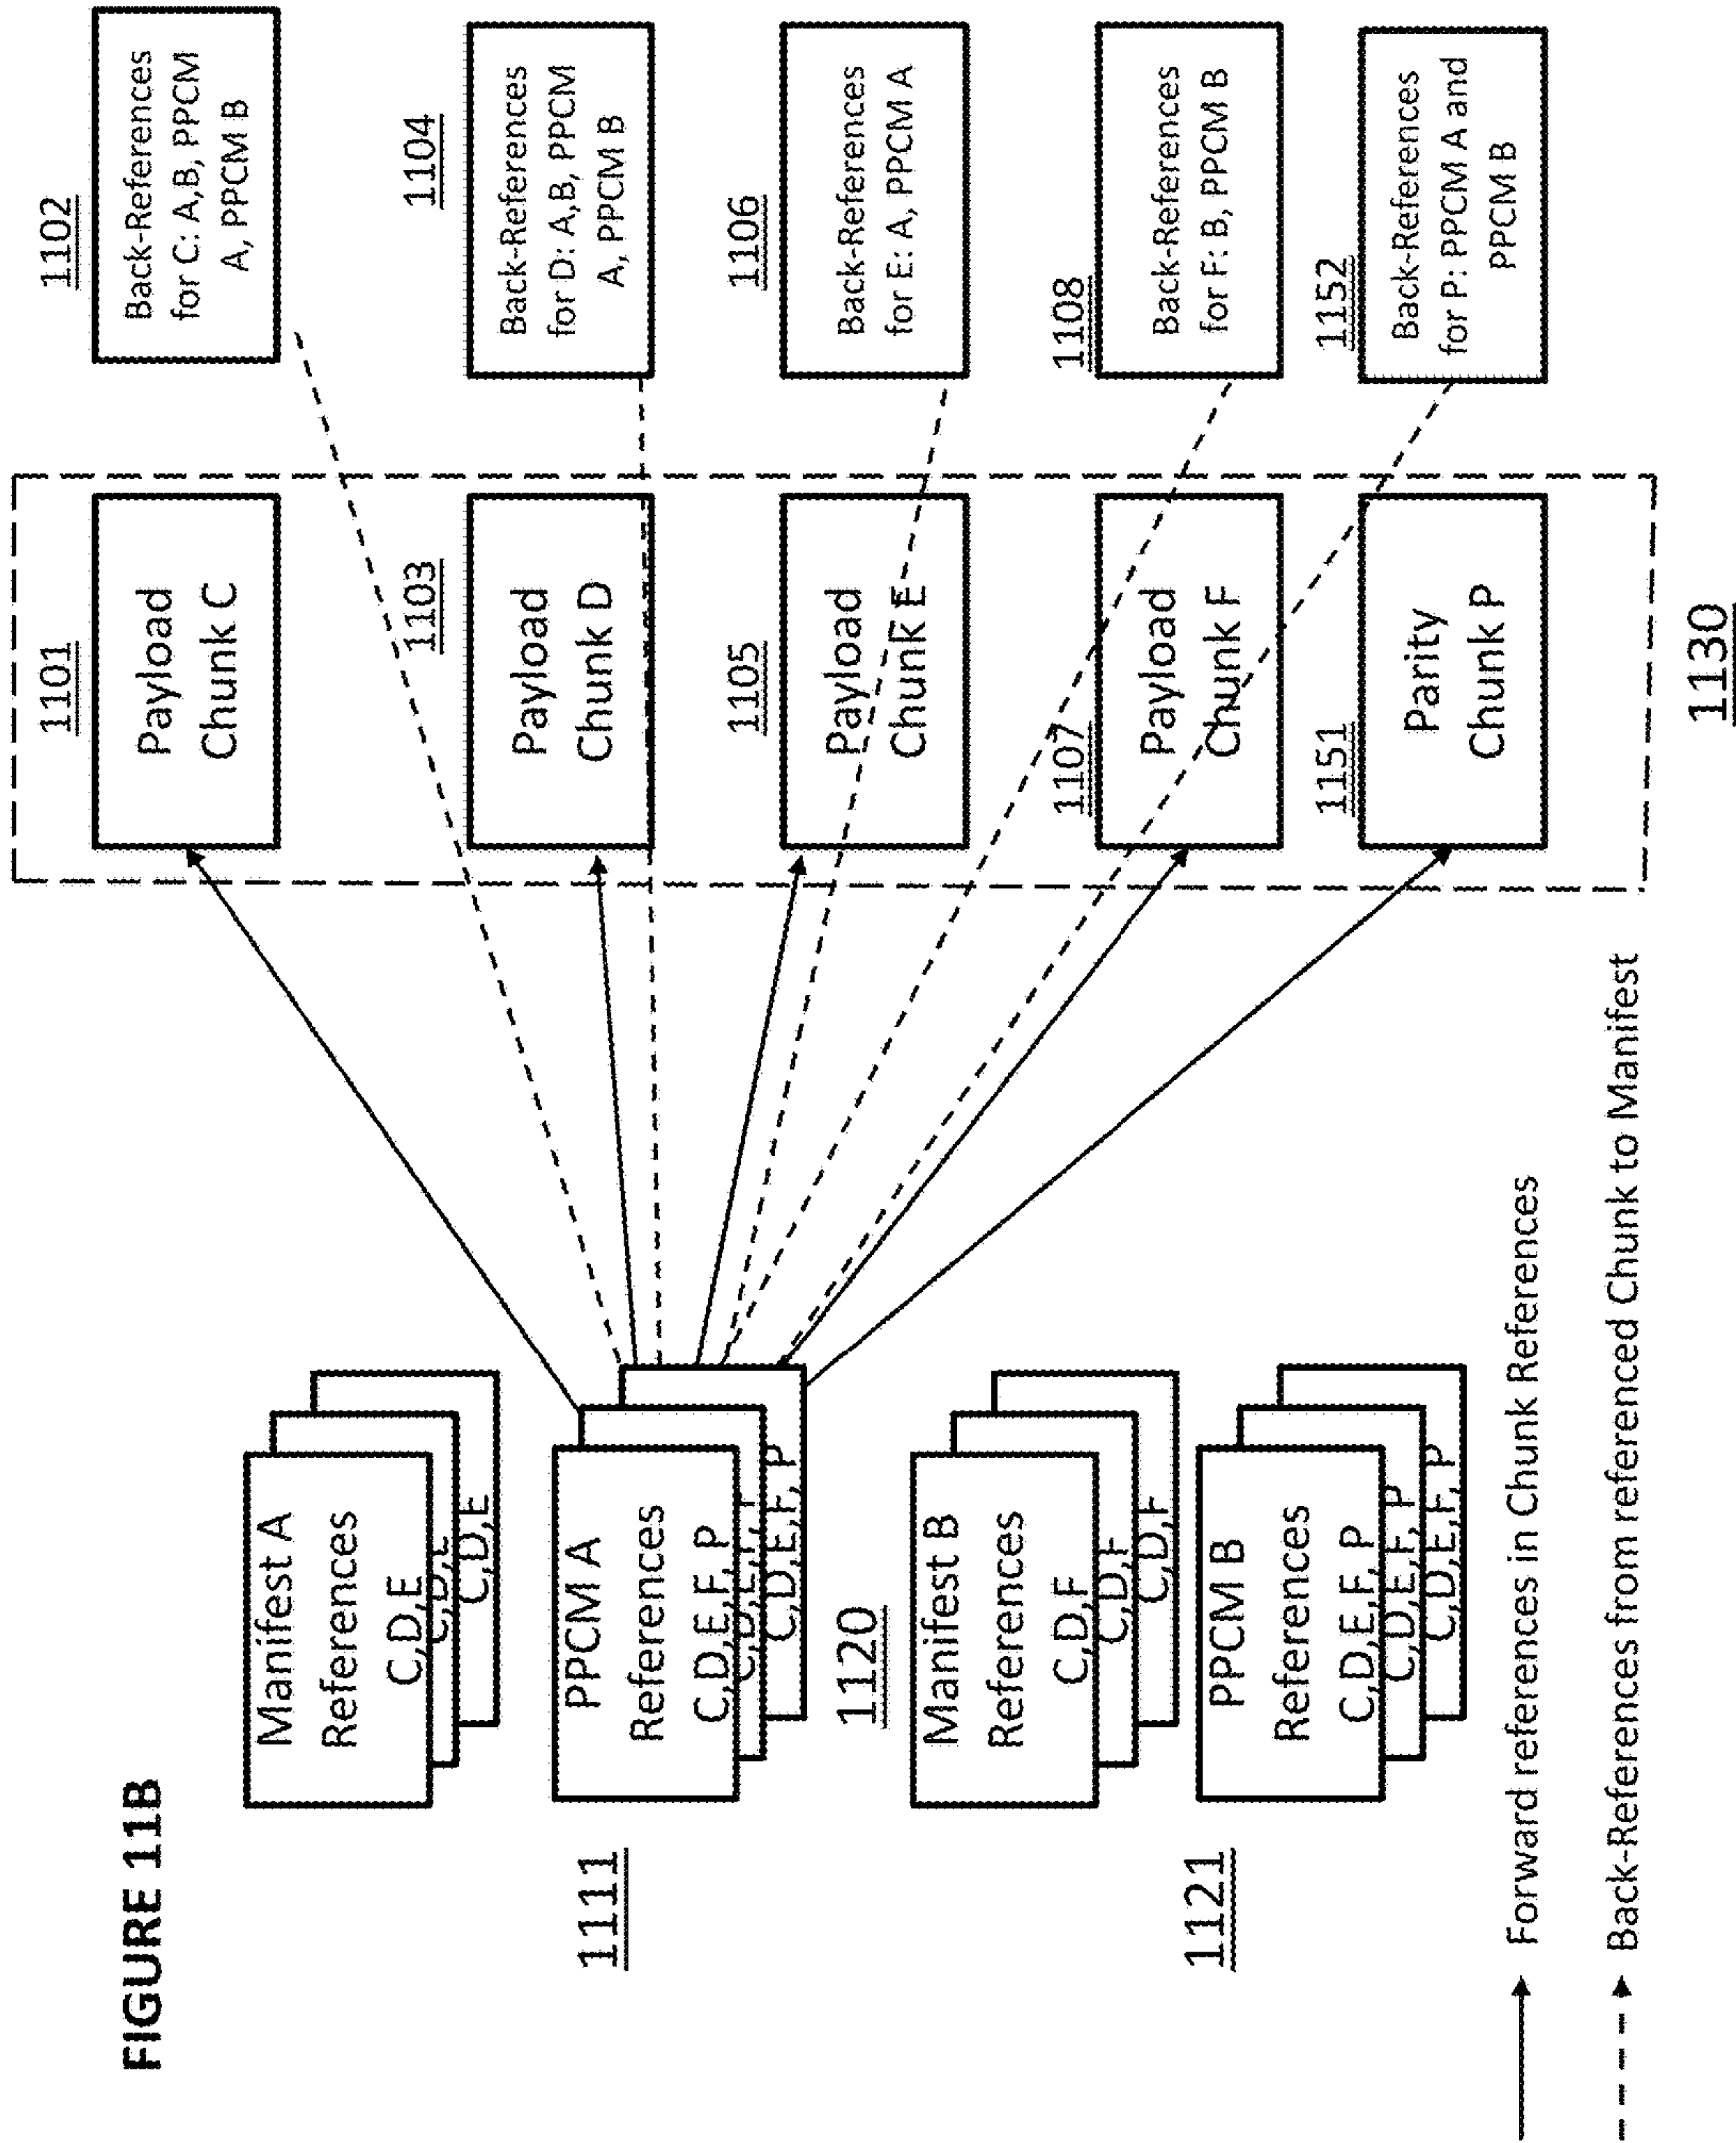 FIGURE 11B
Manifest A
References
C,D,E
C,D,E
C,D,E
1111
PPCM A
References
C,D,E,F,P
C,D,E,F, P
C,D,E,F, P
1120
Manifest B
References
C,D,F
C,D,F
C,D,F
1121
PPCM B
References
C,D,E,F,P
C,D,E,F, P
C,D,E,F, P
1101
Payload
Chunk C
1103
Payload
Chunk D
1105
Payload
Chunk E
1107
Payload
Chunk F
1151
Parity
Chunk P
1130
1102
Back-References
for C: A,B, PPCM
A, PPCM B
1104
Back-References
for D: A,B, PPCM
A, PPCM B
1106
Back-References
for E: A, PPCM A
1108
Back-References
for F: B, PPCM B
1152
Back-References
for P: PPCM A and
PPCM B
Forward references in Chunk References
Back-References from referenced Chunk to Manifest